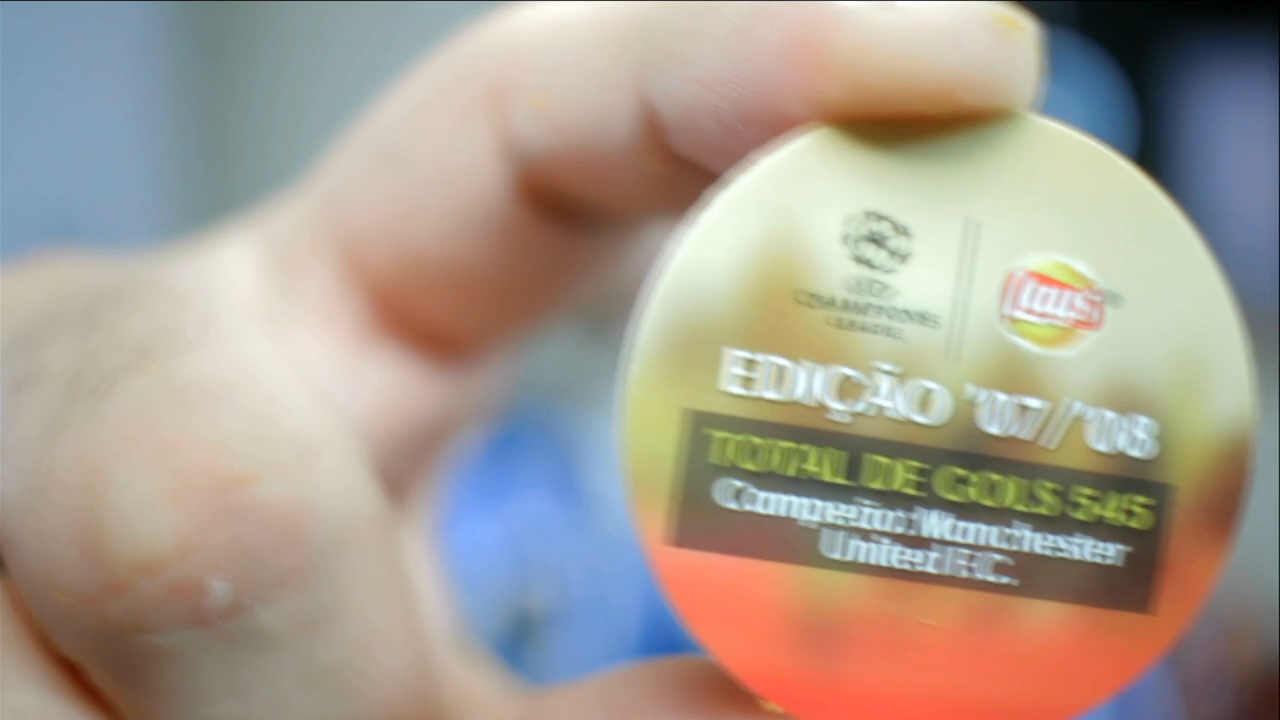 UEFA
CHAMPIONS
LEAGUE
Lay's
EDIÇÃO '07/'08
TOTAL DE GOLS 545
Campeão: Manchester
United F.C.